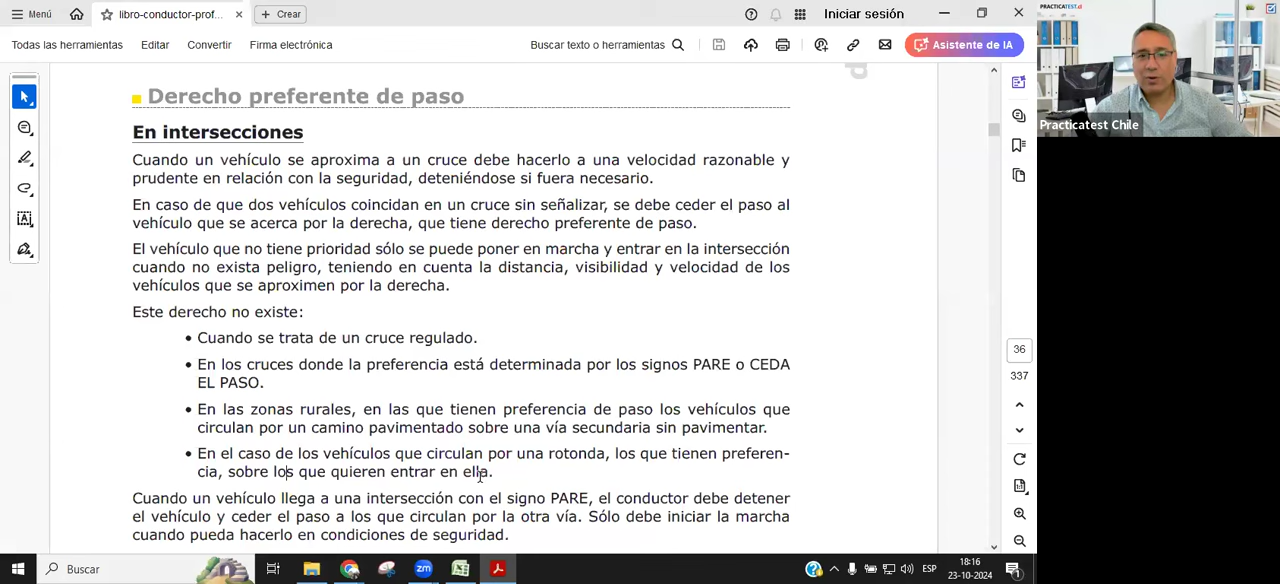 Menú
libro-conductor-prof...
Crear
Iniciar sesión
PRACTICATEST.cl
Todas las herramientas
Editar
Convertir
Firma electrónica
Buscar texto o herramientas
Asistente de IA
Practicatest Chile
Derecho preferente de paso
En intersecciones
Cuando un vehículo se aproxima a un cruce debe hacerlo a una velocidad razonable y
prudente en relación con la seguridad, deteniéndose si fuera necesario.
En caso de que dos vehículos coincidan en un cruce sin señalizar, se debe ceder el paso al
vehículo que se acerca por la derecha, que tiene derecho preferente de paso.
El vehículo que no tiene prioridad sólo se puede poner en marcha y entrar en la intersección
cuando no exista peligro, teniendo en cuenta la distancia, visibilidad y velocidad de los
vehículos que se aproximen por la derecha.
Este derecho no existe:
• Cuando se trata de un cruce regulado.
• En los cruces donde la preferencia está determinada por los signos PARE o CEDA
EL PASO.
• En las zonas rurales, en las que tienen preferencia de paso los vehículos que
circulan por un camino pavimentado sobre una vía secundaria sin pavimentar.
• En el caso de los vehículos que circulan por una rotonda, los que tienen preferen-
cia, sobre los que quieren entrar en ella.
Cuando un vehículo llega a una intersección con el signo PARE, el conductor debe detener
el vehículo y ceder el paso a los que circulan por la otra vía. Sólo debe iniciar la marcha
cuando pueda hacerlo en condiciones de seguridad.
36
337
Buscar
zm
ESP
18:16
23-10-2024